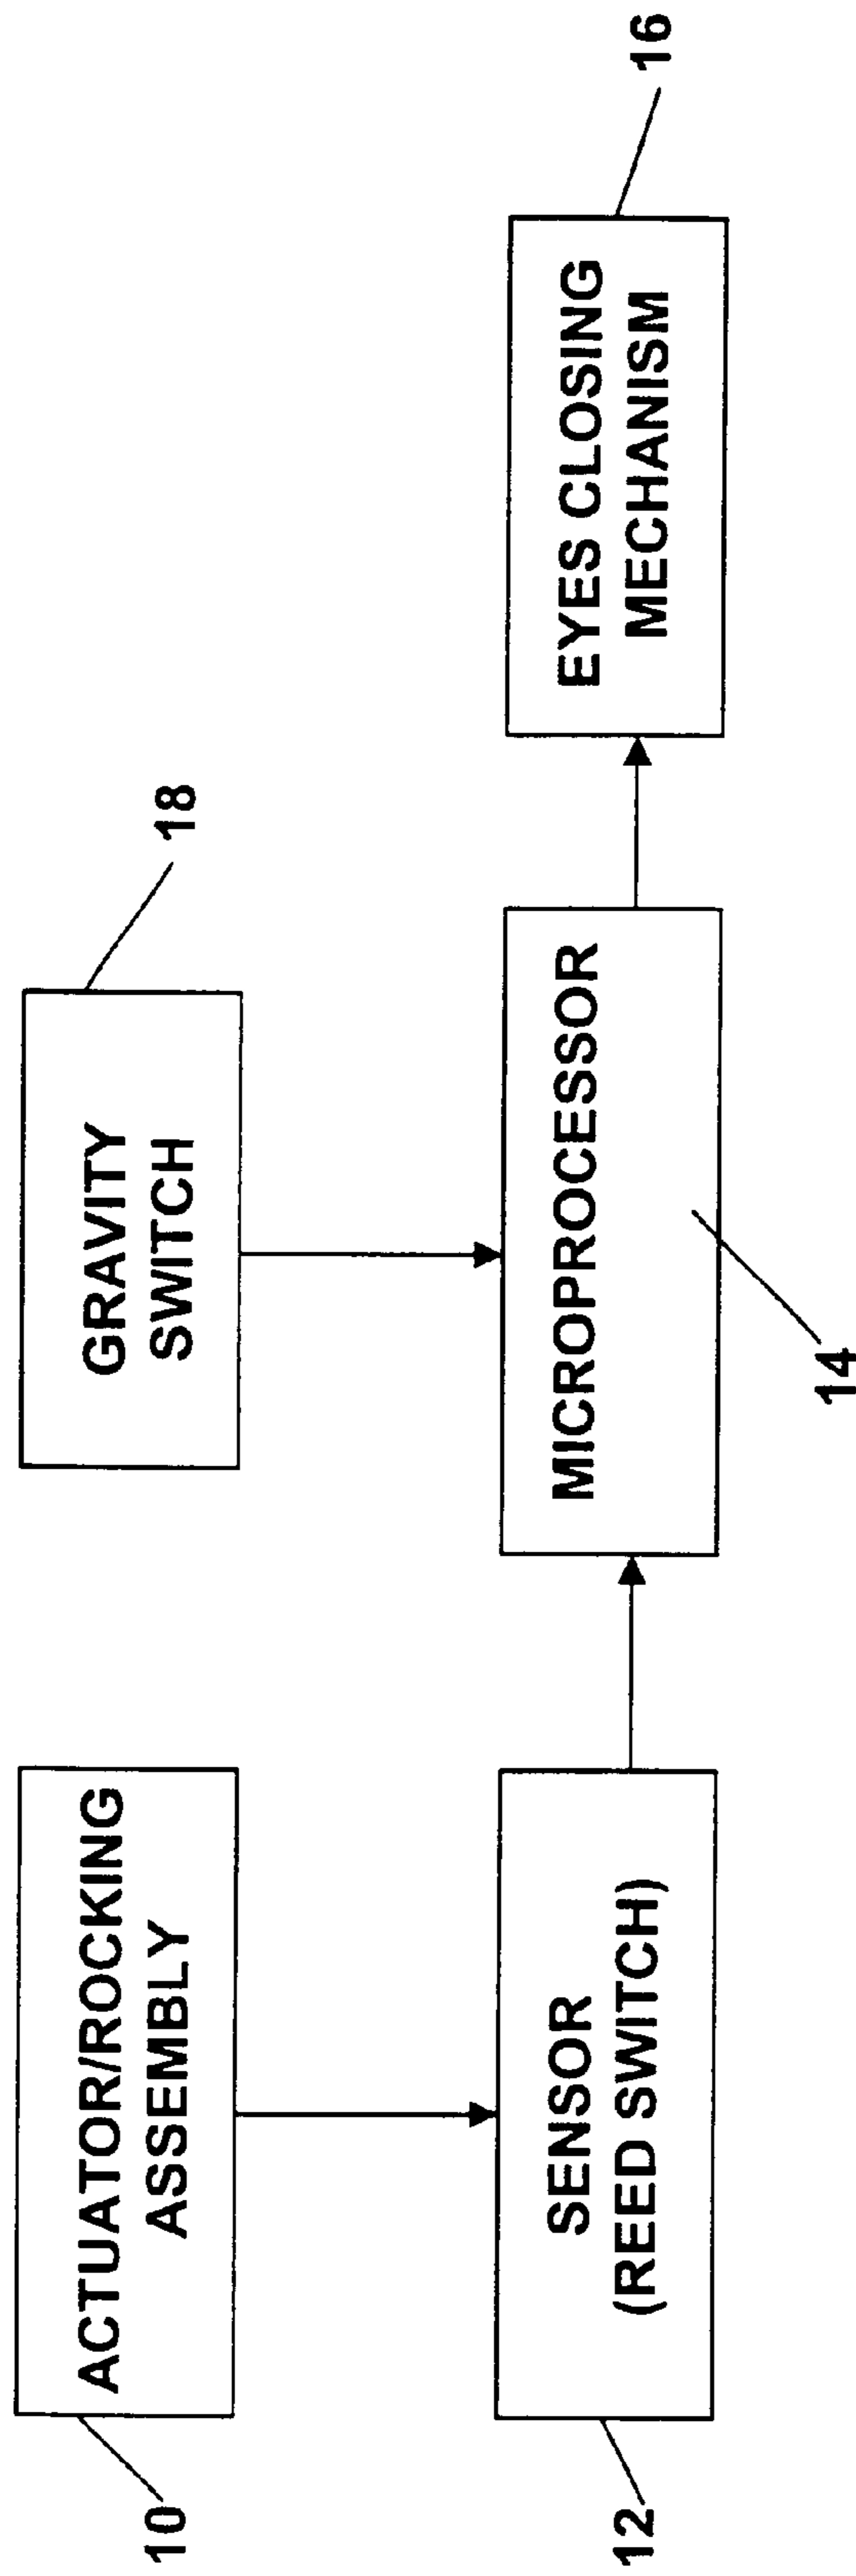 10
ACTUATOR/ROCKING
ASSEMBLY
GRAVITY
SWITCH
18
12
SENSOR
(REED SWITCH)
MICROPROCESSOR
14
EYES CLOSING
MECHANISM
16